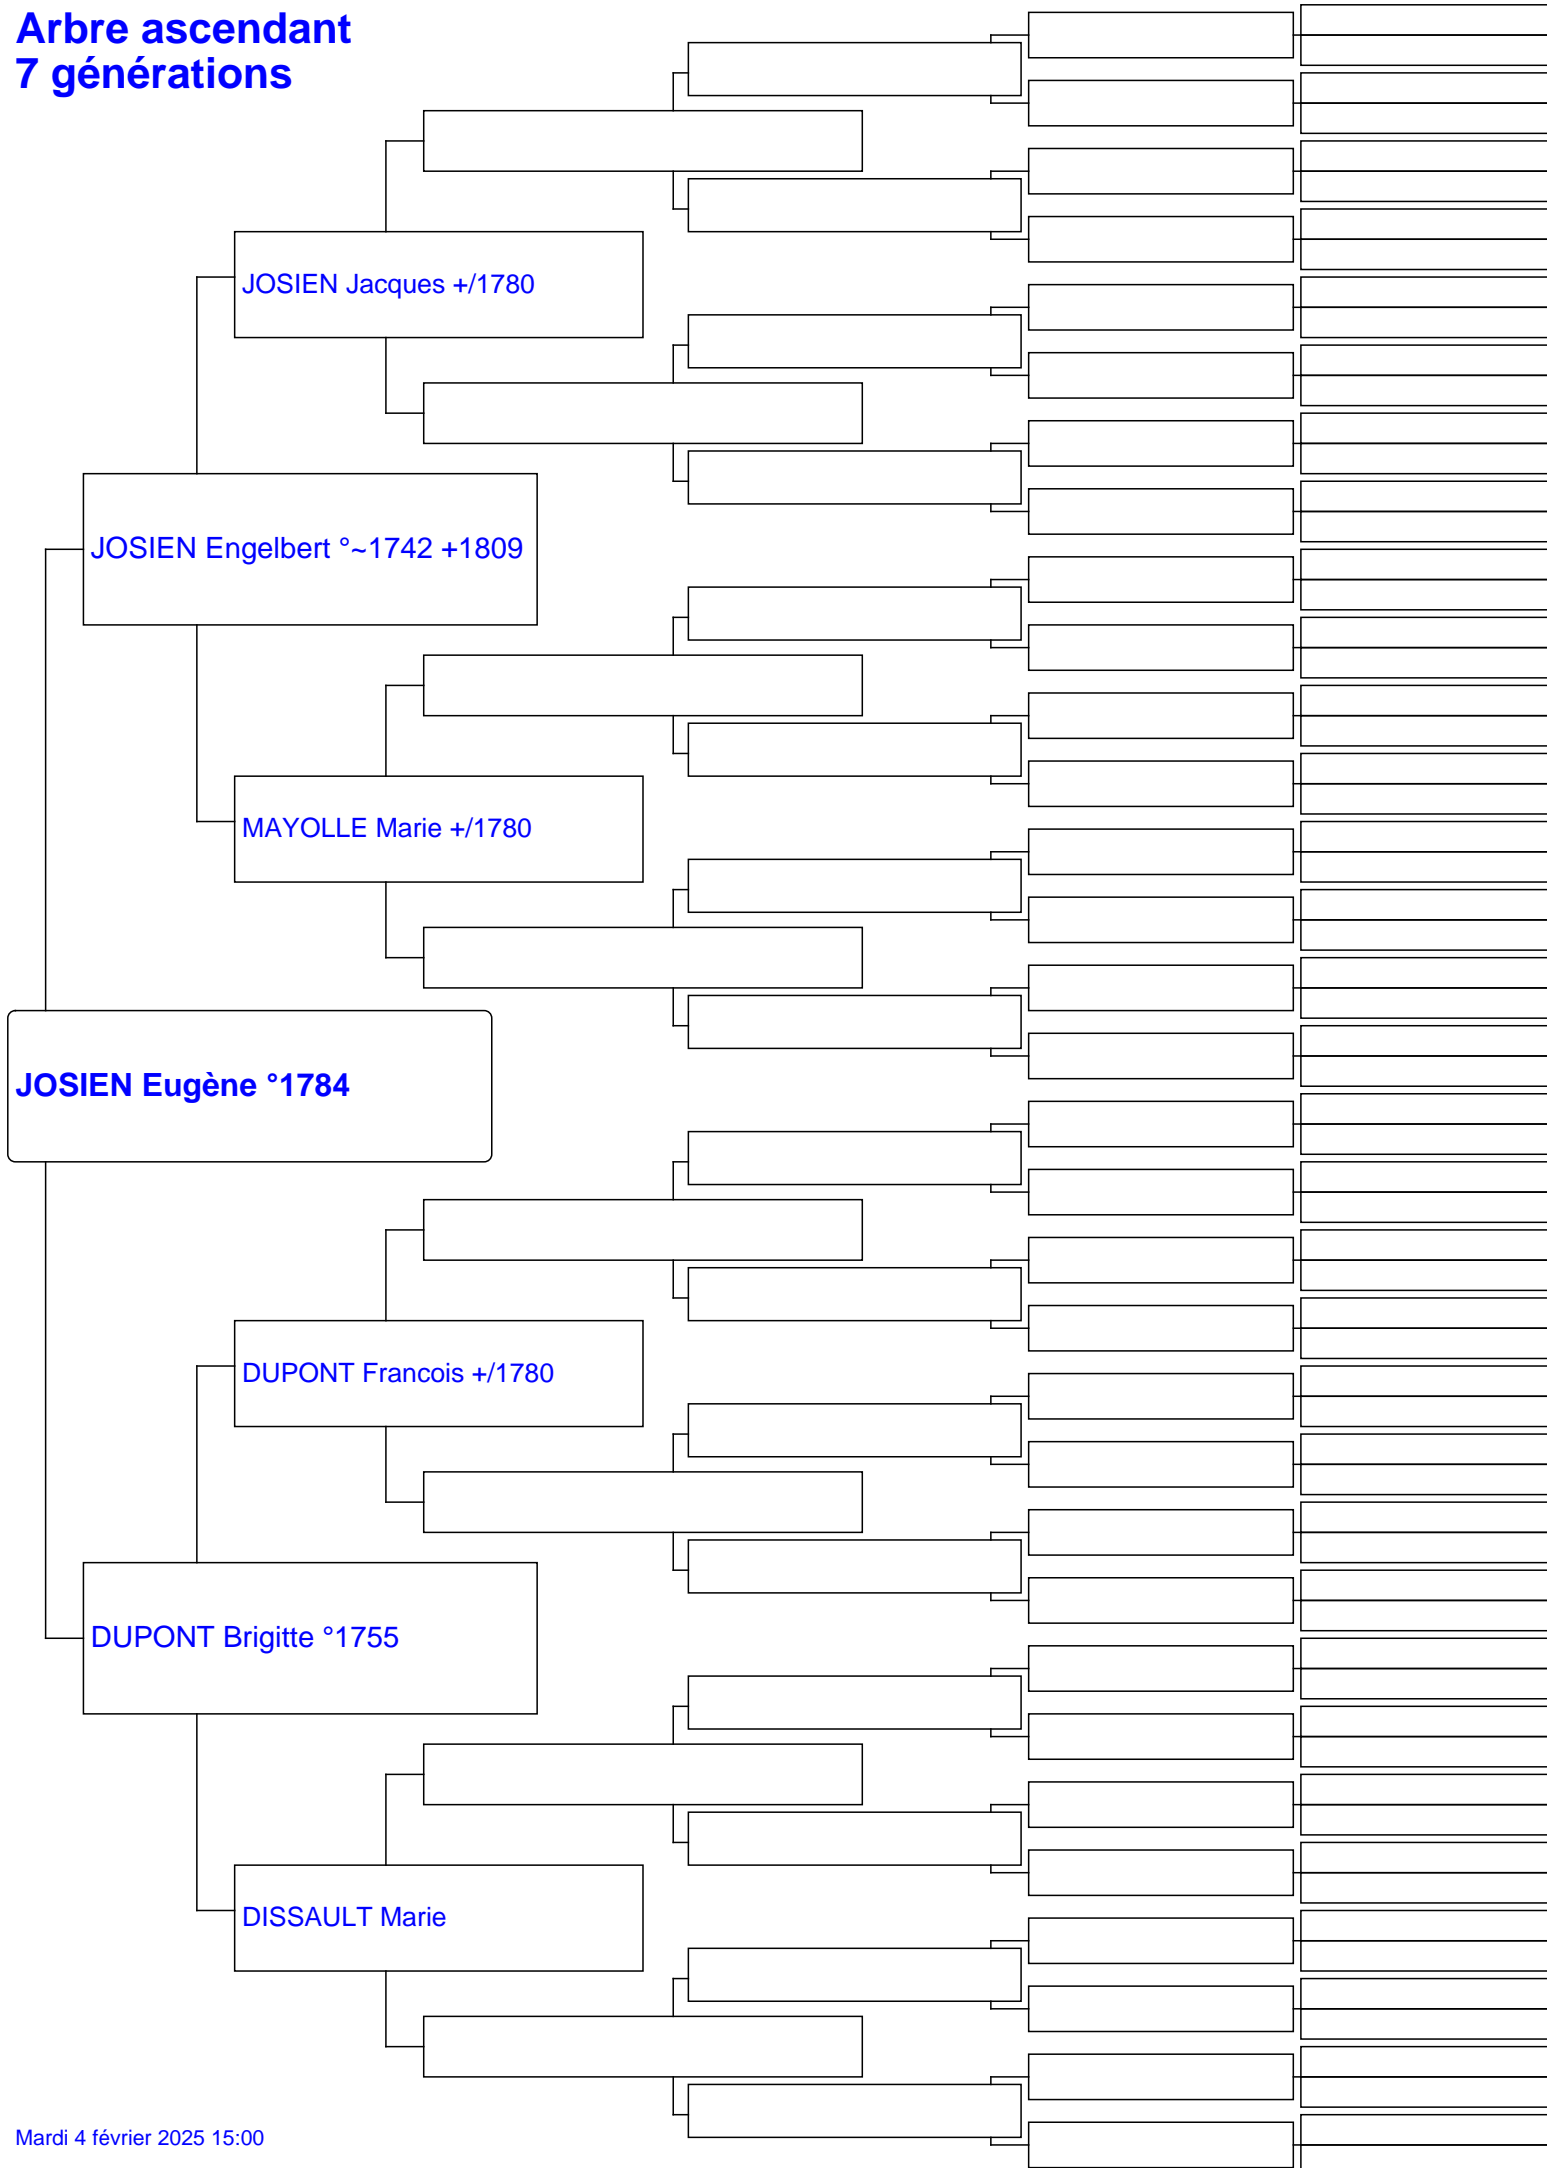 Arbre ascendant
7 générations
JOSIEN Jacques +/1780
JOSIEN Engelbert °~1742 +1809
MAYOLLE Marie +/1780
JOSIEN Eugène °1784
DUPONT Francois +/1780
DUPONT Brigitte °1755
DISSAULT Marie
Mardi 4 février 2025 15:00